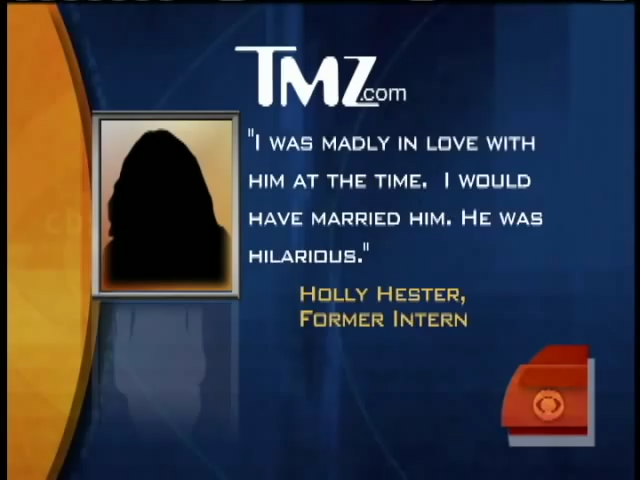 TMZ.com
"I WAS MADLY IN LOVE WITH
HIM AT THE TIME. I WOULD
HAVE MARRIED HIM. HE WAS
HILARIOUS."
HOLLY HESTER,
FORMER INTERN